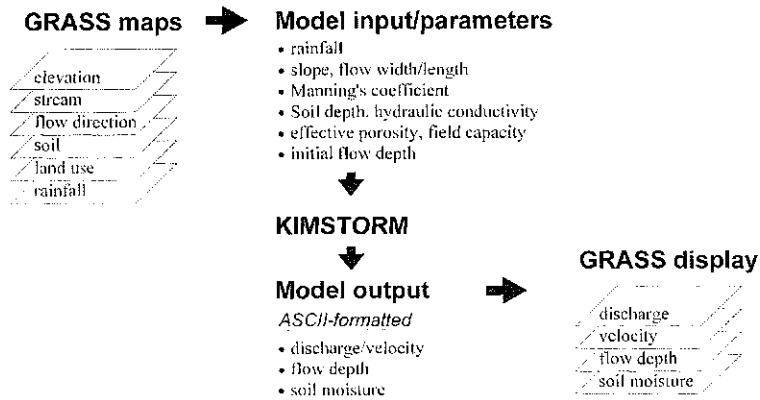 GRASS maps
elevation
stream
flow direction
soil
land use
rainfall
Model input/parameters
• rainfall
• slope, flow width/length
• Manning's coefficient
• Soil depth. hydraulic conductivity
• effective porosity, field capacity
• initial flow depth
KIMSTORM
Model output
ASCII-formatted
• discharge/velocity
• flow depth
• soil moisture
GRASS display
discharge
velocity
flow depth
soil moisture